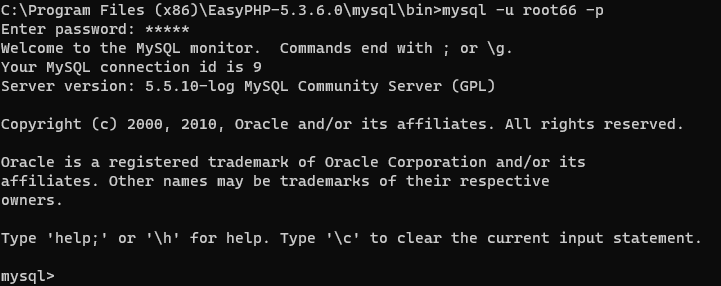 C:\Program Files (x86)\EasyPHP-5.3.6.0\mysql\bin>mysql -u root66 -p
Enter password: *****
Welcome to the MySQL monitor.  Commands end with ; or \g.
Your MySQL connection id is 9
Server version: 5.5.10-log MySQL Community Server (GPL)
Copyright (c) 2000, 2010, Oracle and/or its affiliates. All rights reserved.
Oracle is a registered trademark of Oracle Corporation and/or its
affiliates. Other names may be trademarks of their respective
owners.
Type 'help;' or '\h' for help. Type '\c' to clear the current input statement.
mysql>